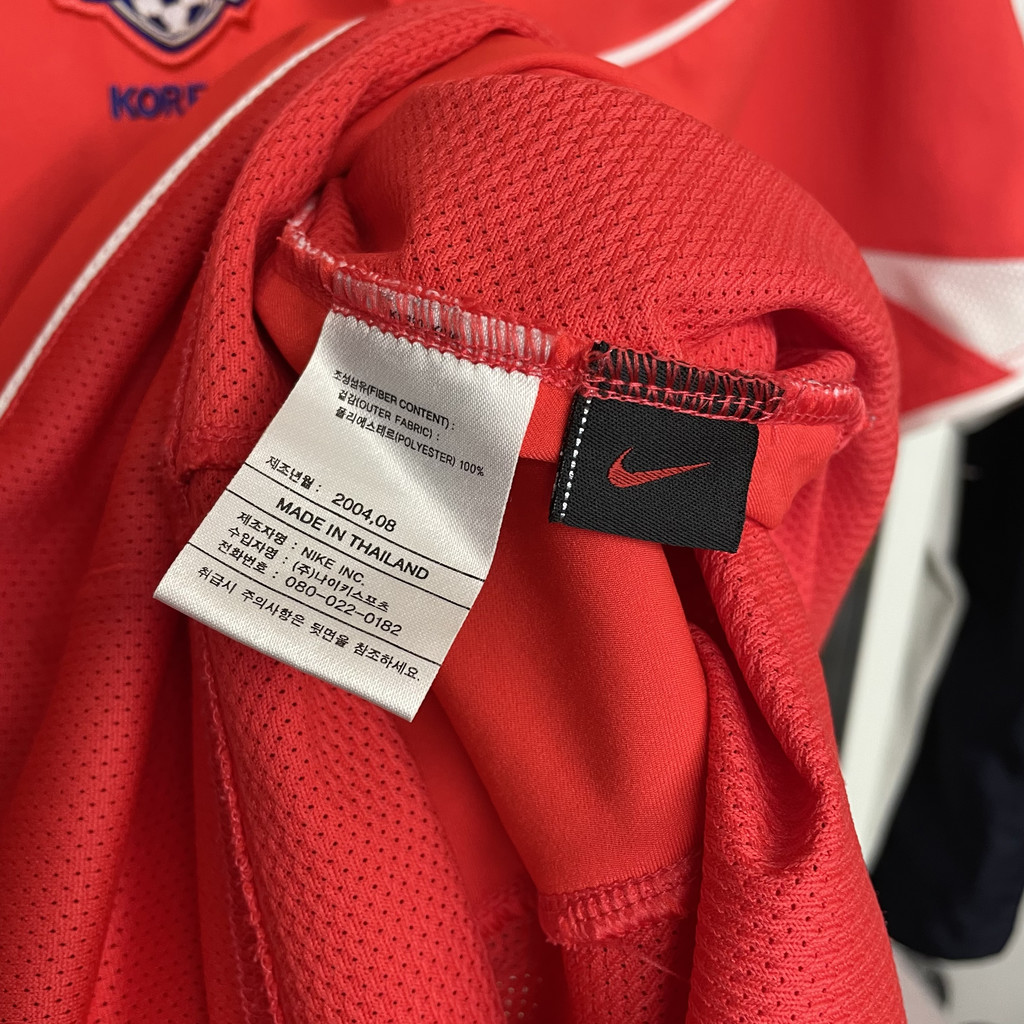 KORE
조성섬유(FIBER CONTENT) :
겉감(OUTER FABRIC) :
폴리에스테르(POLYESTER) 100%
제조년월 : 2004,08
MADE IN THAILAND
제조자명 : NIKE INC.
수입자명 : (주)나이키스포츠
전화번호 : 080-022-0182
취급시 주의사항은 뒷면을 참조하세요.